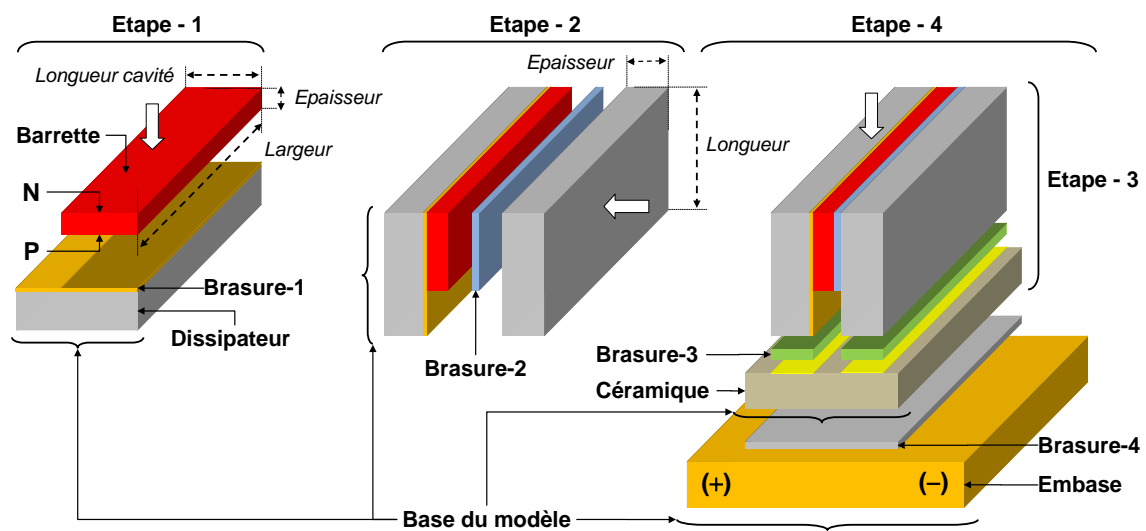 Etape - 1
Etape - 2
Etape - 4
Longueur cavité
Epaisseur
Barrette
Largeur
N
P
Brasure-1
Dissipateur
Epaisseur
Longueur
Brasure-2
Etape - 3
Brasure-3
Céramique
Brasure-4
(+)
(–)
Embase
Base du modèle